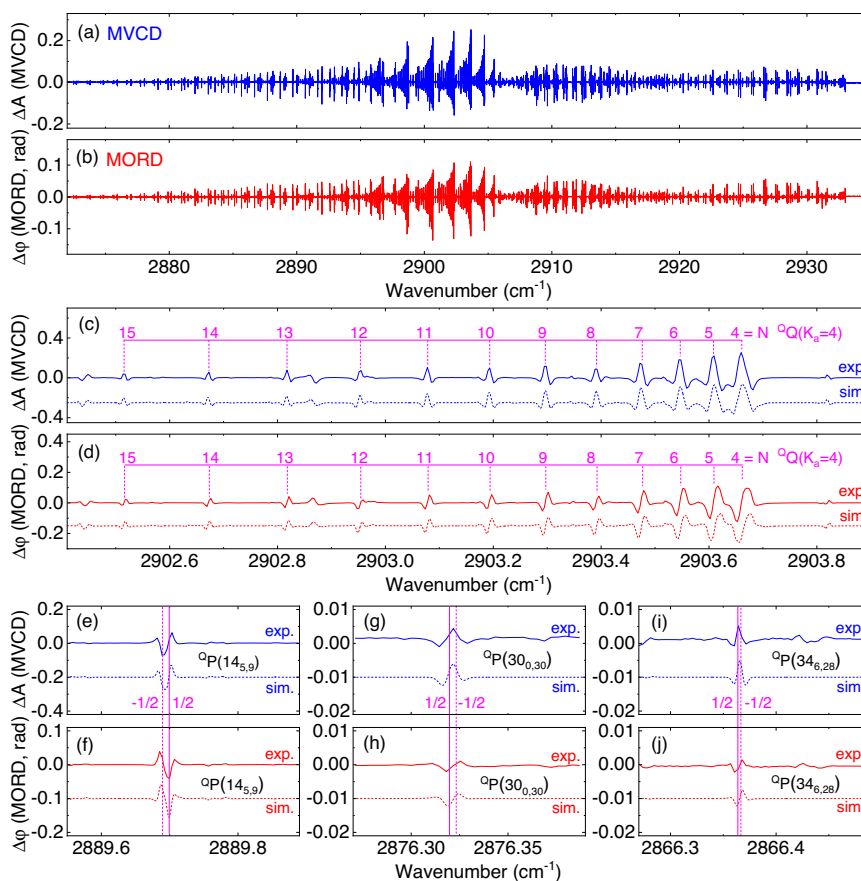 (a) MVCD
ΔA (MVCD)
0.2
0.0
-0.2
(b) MORD
Δφ (MORD, rad)
0.1
0.0
-0.1
2880 2890 2900 2910 2920 2930
Wavenumber (cm-1)
(c)
ΔA (MVCD)
0.4
0.0
-0.4
15 14 13 12 11 10 9 8 7 6 5 4 = N QQ(Ka=4)
exp.
sim.
(d)
Δφ (MORD, rad)
0.4
0.2
0.0
-0.2
15 14 13 12 11 10 9 8 7 6 5 4 = N QQ(Ka=4)
exp.
sim.
2902.6 2902.8 2903.0 2903.2 2903.4 2903.6 2903.8
Wavenumber (cm-1)
(e)
ΔA (MVCD)
0.2
0.0
-0.2
-0.4
exp.
QP(145,9)
sim.
-1/2 1/2
(g)
0.01
0.00
-0.01
-0.02
exp.
QP(300,30)
sim.
1/2 -1/2
(i)
0.01
0.00
-0.01
-0.02
exp.
QP(346,28)
sim.
1/2 -1/2
(f)
Δφ (MORD, rad)
0.1
0.0
-0.1
-0.2
exp.
QP(145,9)
sim.
2889.6 2889.8
(h)
0.01
0.00
-0.01
-0.02
exp.
QP(300,30)
sim.
2876.30 2876.35
(j)
0.01
0.00
-0.01
-0.02
exp.
QP(346,28)
sim.
2866.3 2866.4
Wavenumber (cm-1)